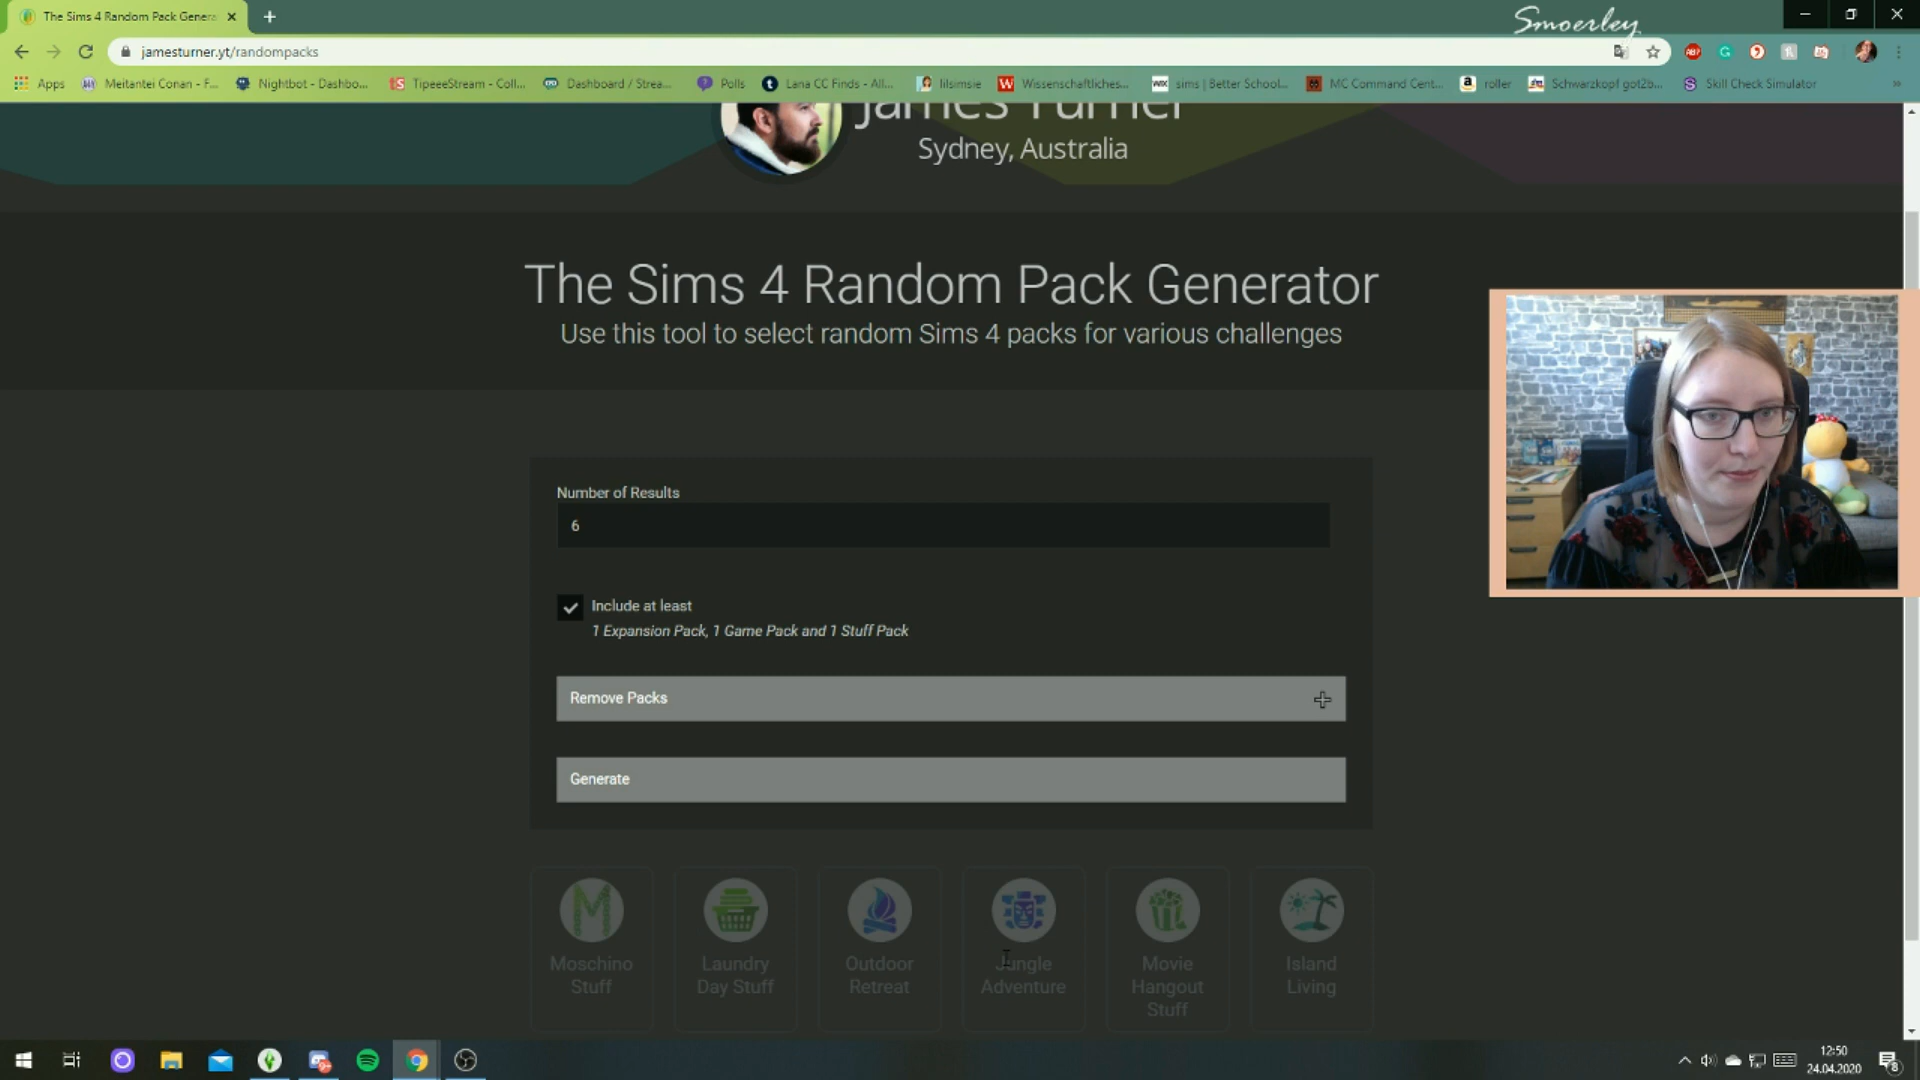 The Sims 4 Random Pack Genera
Smoerley
jamesturner.yt/randompacks
Apps
Meitantei Conan - F...
Nightbot - Dashbo...
TipeeeStream - Coll...
Dashboard / Strea...
Polls
Lana CC Finds - All...
lilsimsie
Wissenschaftliches...
sims | Better School...
MC Command Cent...
roller
Schwarzkopf got2b...
Skill Check Simulator
James Turner
Sydney, Australia
The Sims 4 Random Pack Generator
Use this tool to select random Sims 4 packs for various challenges
Number of Results
6
Include at least
1 Expansion Pack, 1 Game Pack and 1 Stuff Pack
Remove Packs
Generate
Moschino
Stuff
Laundry
Day Stuff
Outdoor
Retreat
Jungle
Adventure
Movie
Hangout
Stuff
Island
Living
12:50
24.04.2020
8